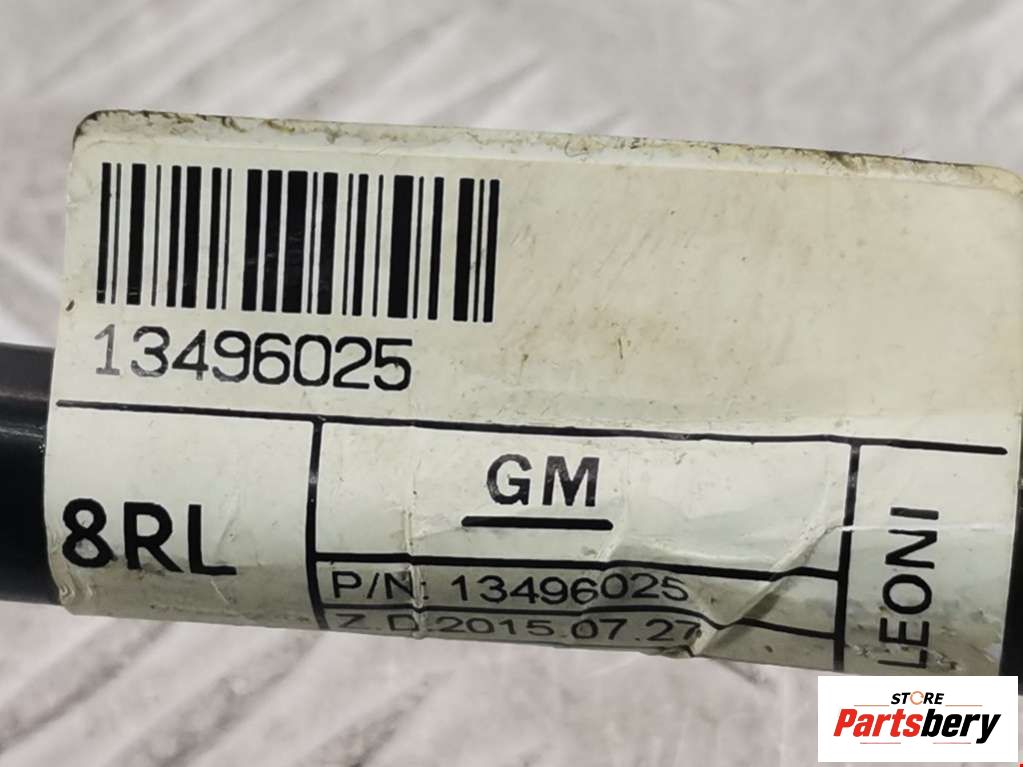 13496025
8RL
GM
P/N: 13496025
Z.D.2015.07.27
LEONI
STORE
Partsbery